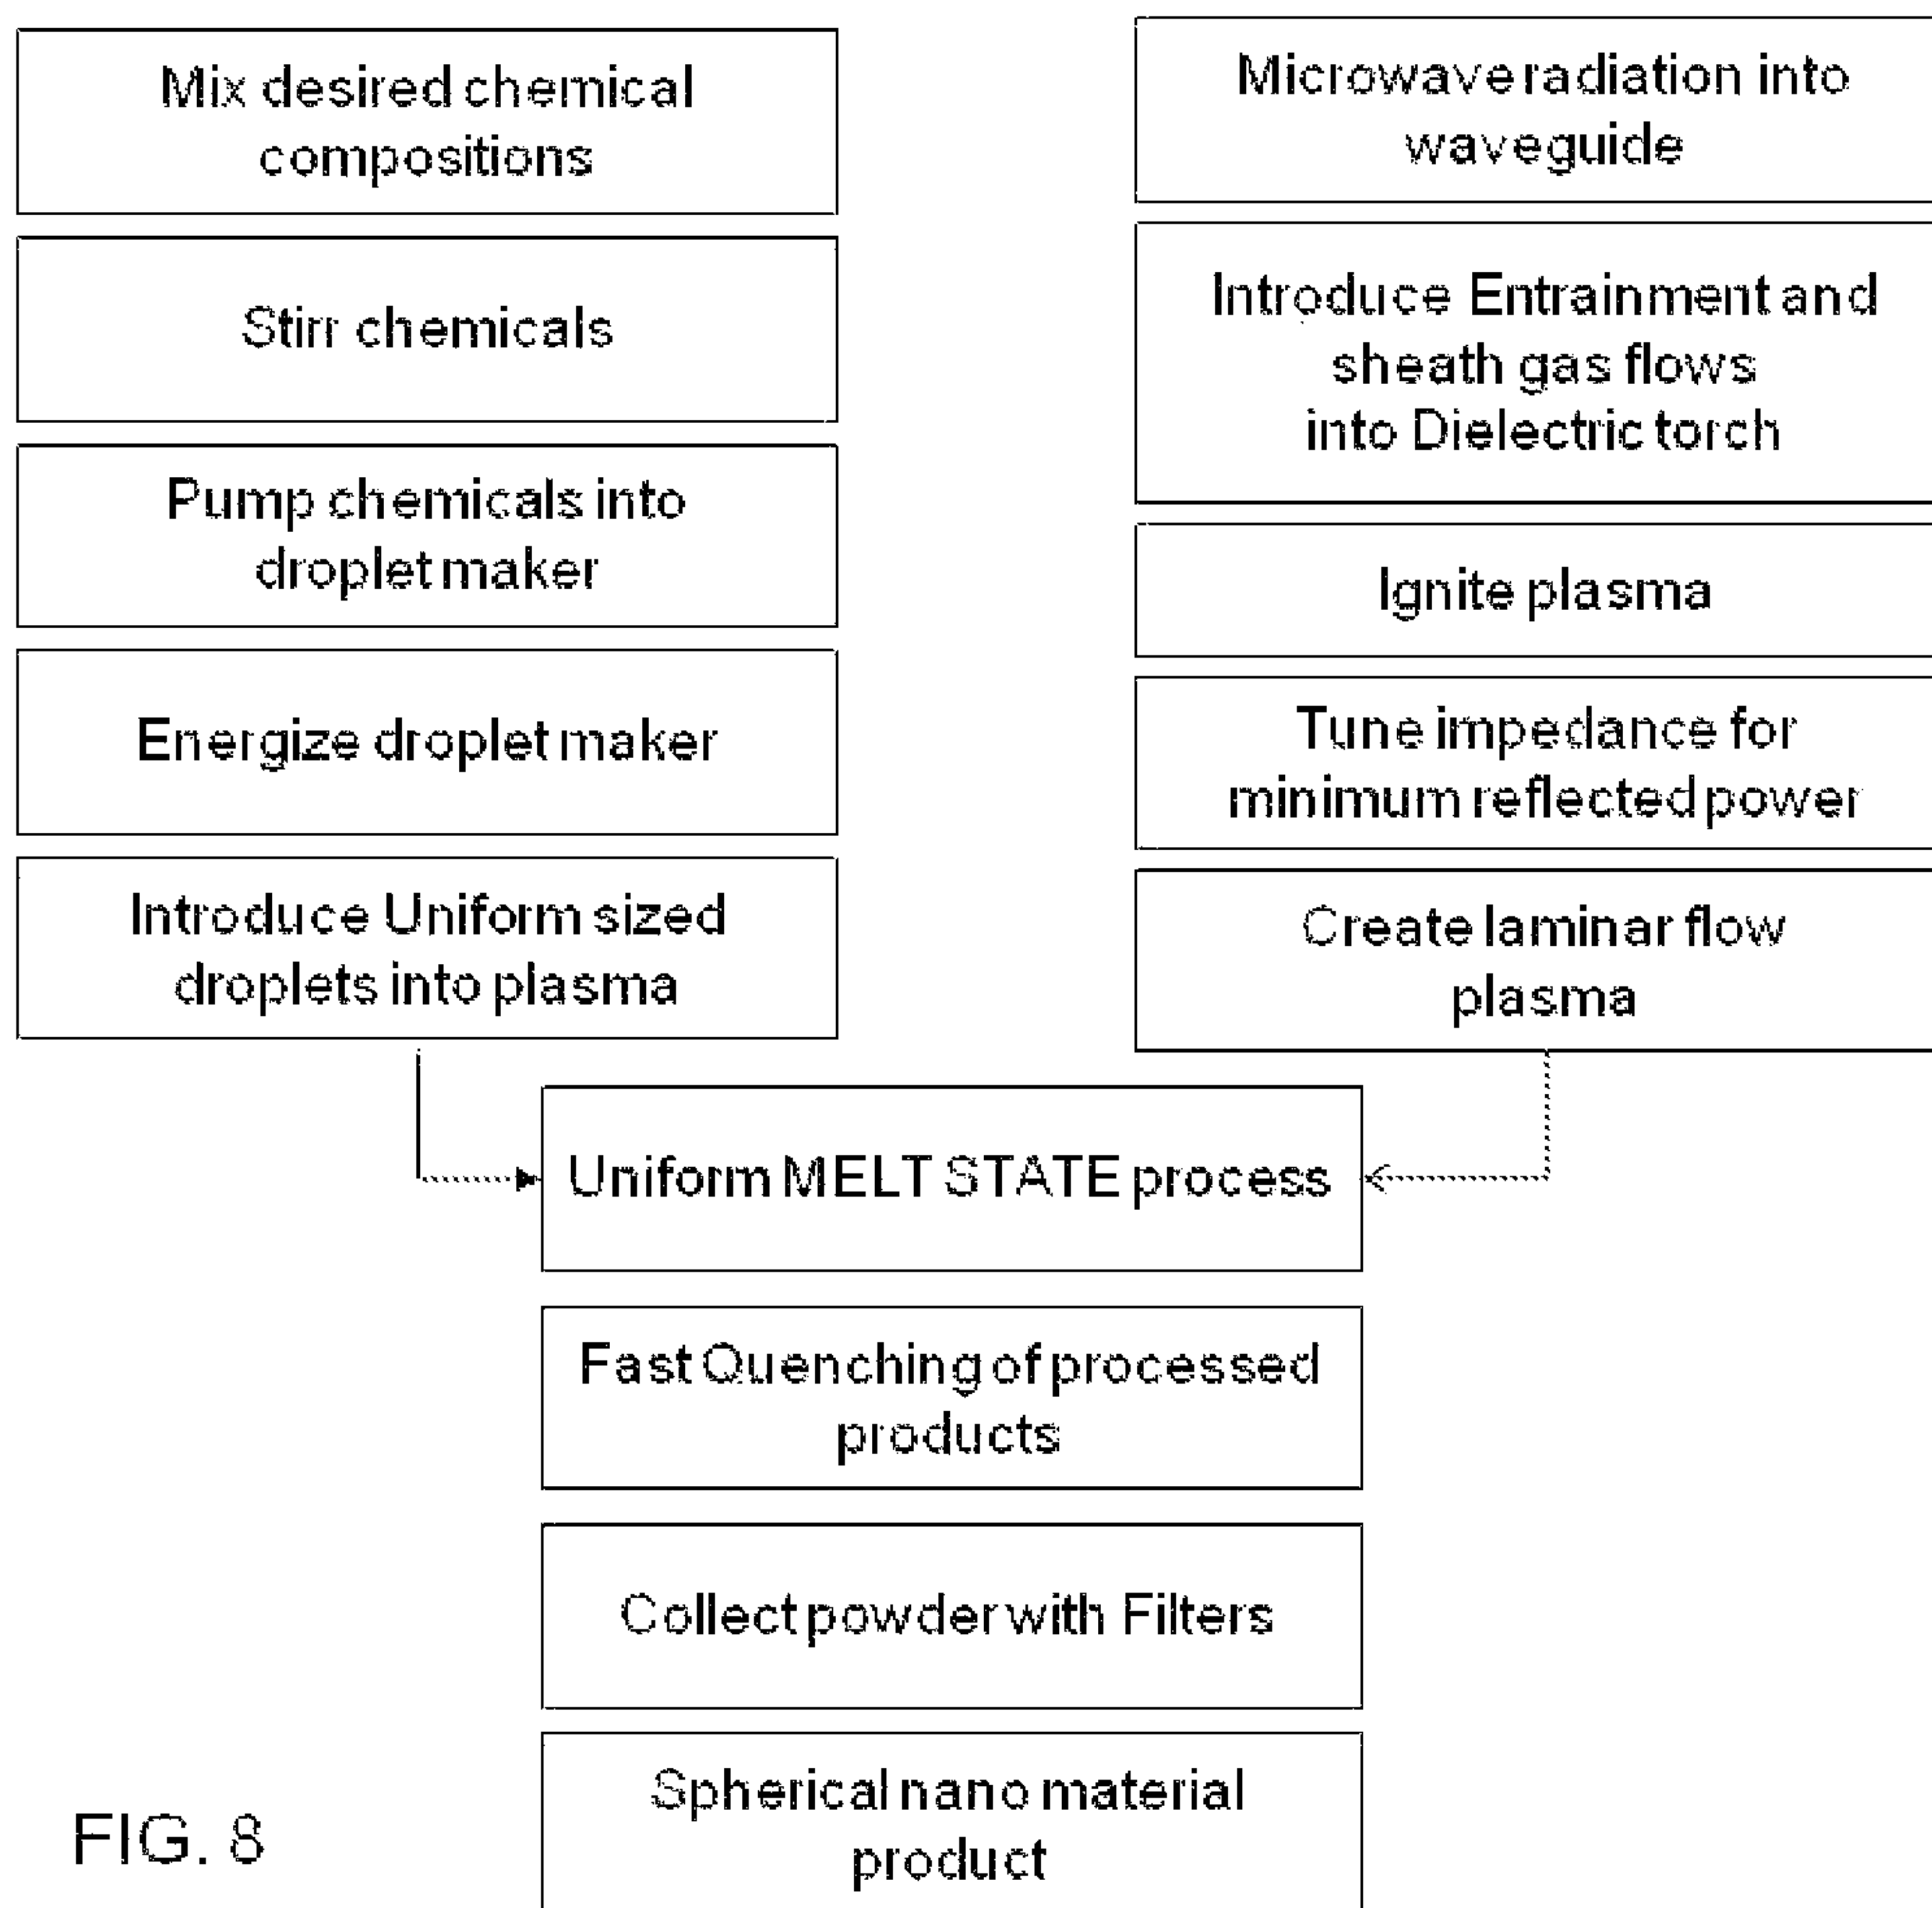 Mix desired chemical
compositions
Stirr chemicals
Pump chemicals into
droplet maker
Energize droplet maker
Introduce Uniform sized
droplets into plasma
Microwave radiation into
waveguide
Introduce Entrainment and
sheath gas flows
into Dielectric torch
Ignite plasma
Tune impedance for
minimum reflected power
Create laminar flow
plasma
Uniform MELT STATE process
Fast Quenching of processed
products
Collect powder with Filters
Spherical nano material
product
FIG. 8